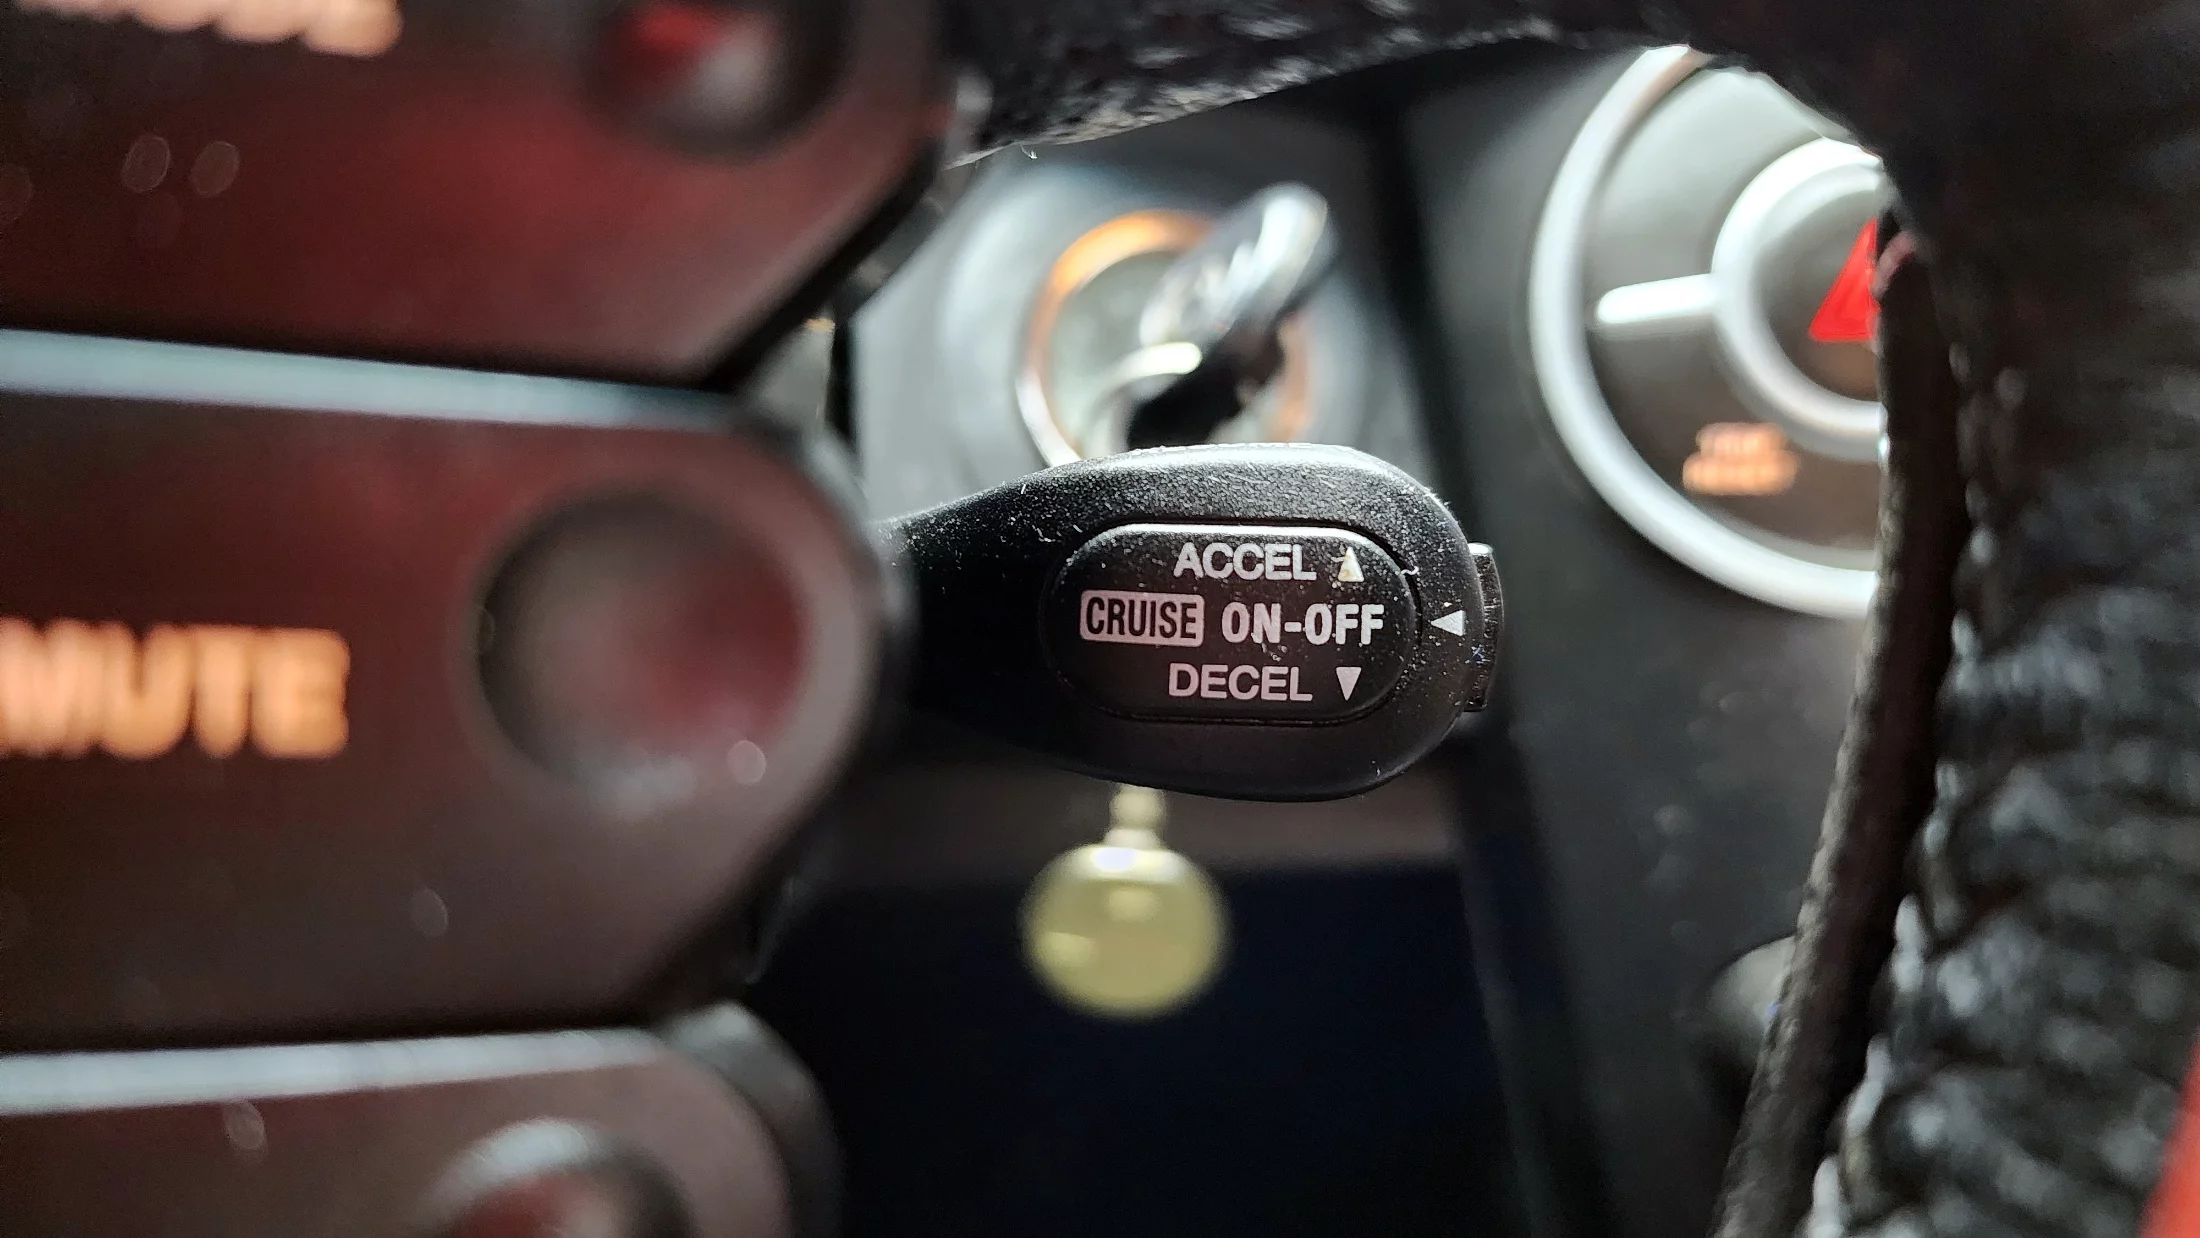 MUTE
ACCEL ▲
CRUISE ON-OFF ◀
DECEL ▼